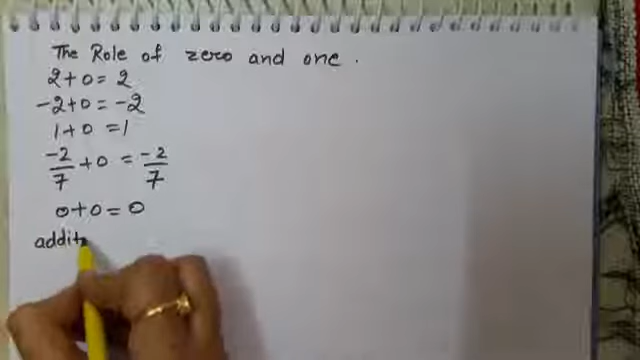 The Role of zero and one.
2 + 0 = 2
-2 + 0 = -2
1 + 0 = 1
-2/7 + 0 = -2/7
0 + 0 = 0
addit